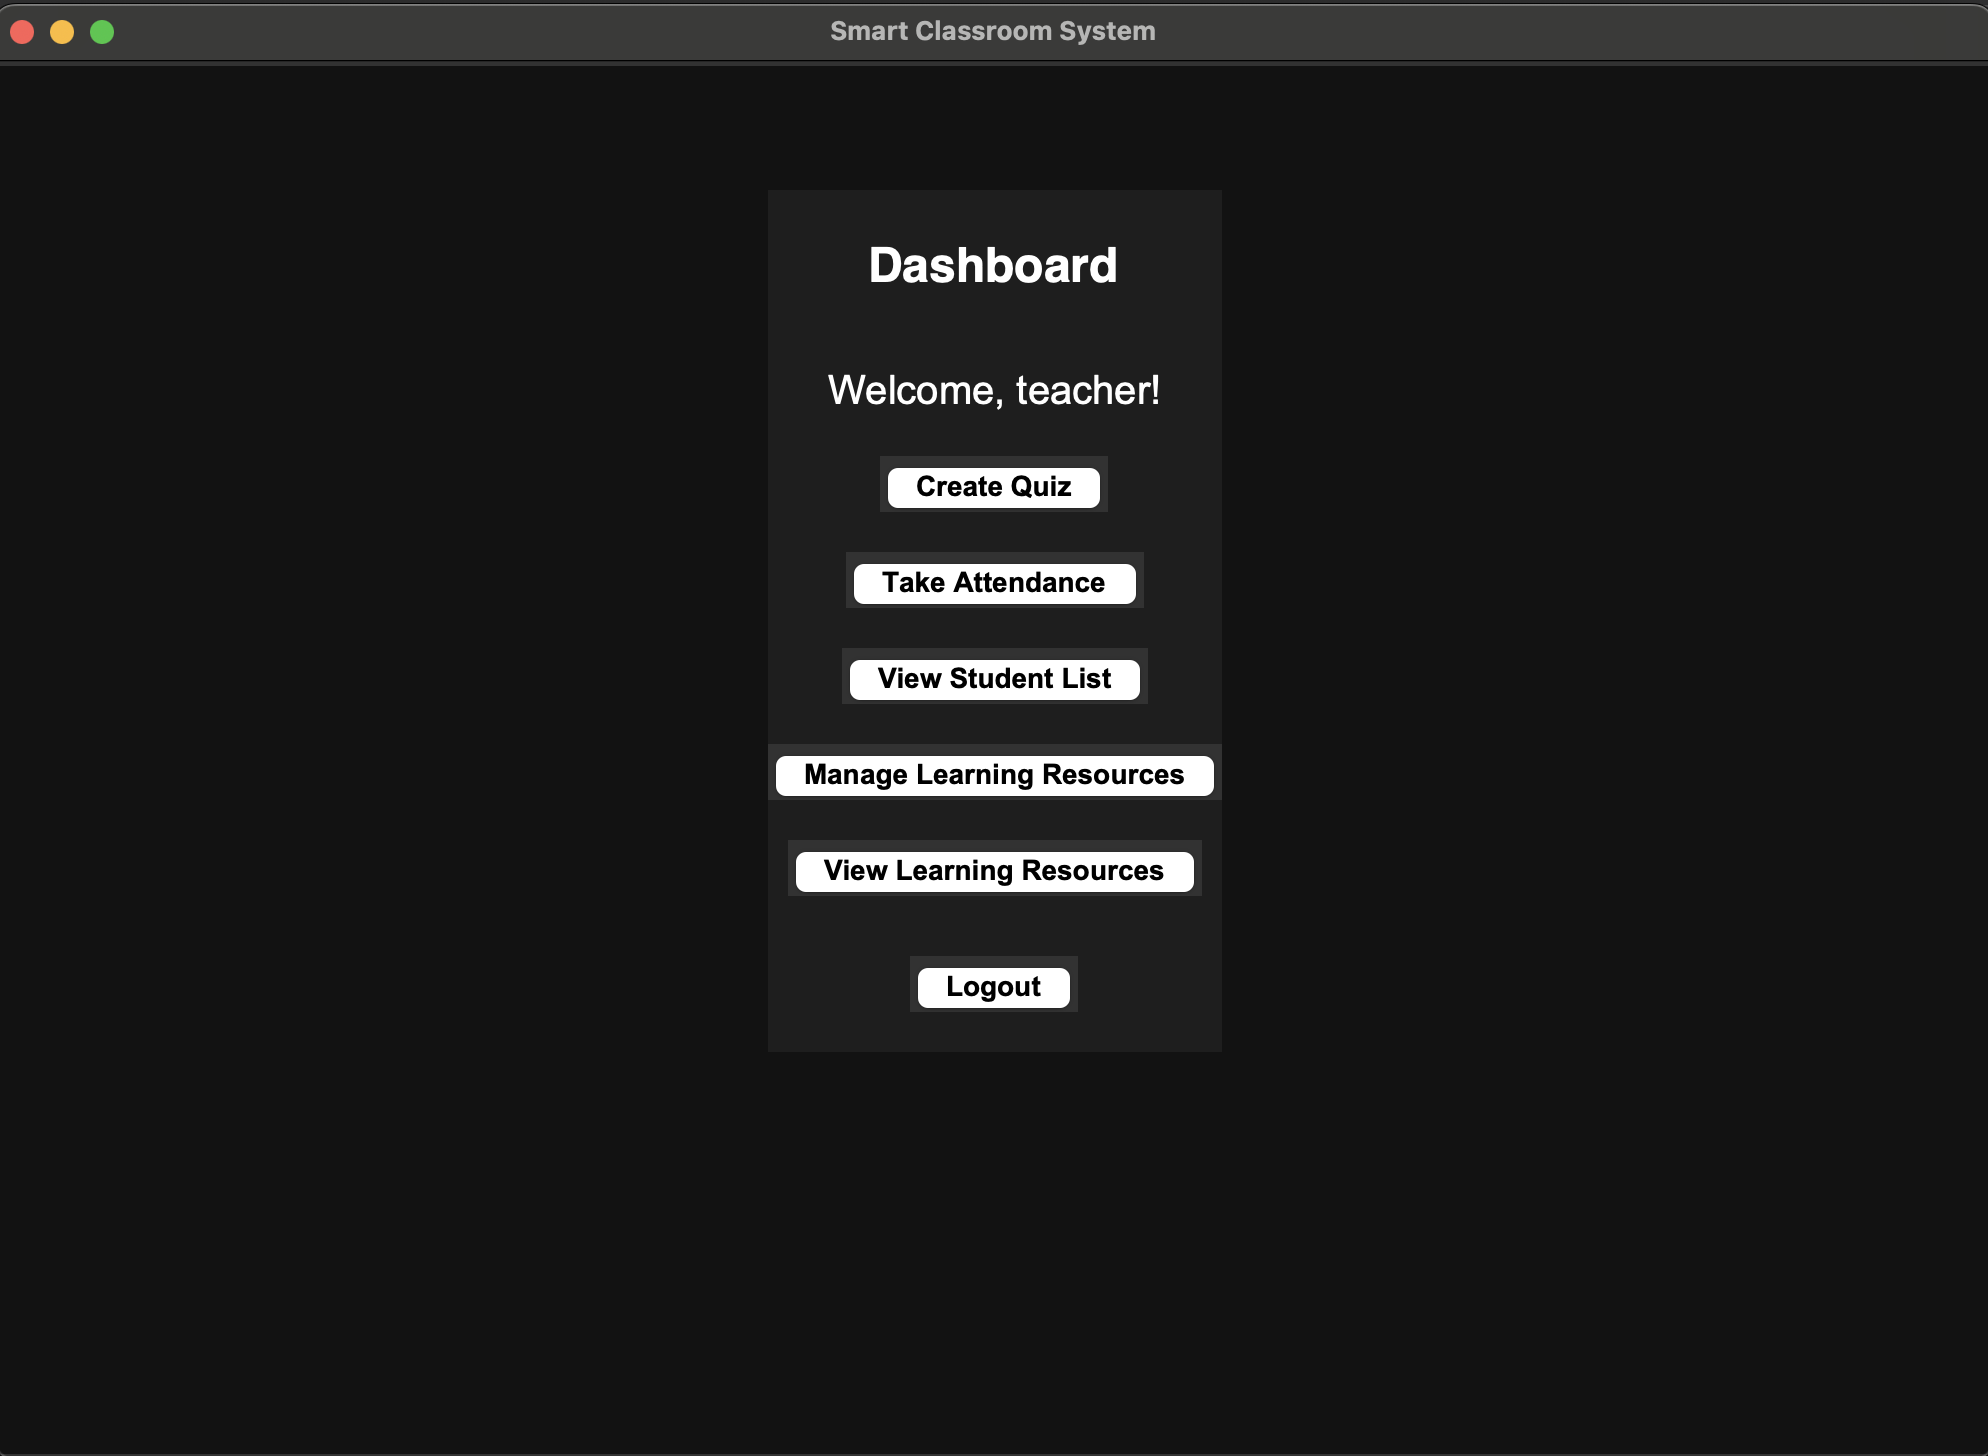 Smart Classroom System
Dashboard
Welcome, teacher!
Create Quiz
Take Attendance
View Student List
Manage Learning Resources
View Learning Resources
Logout